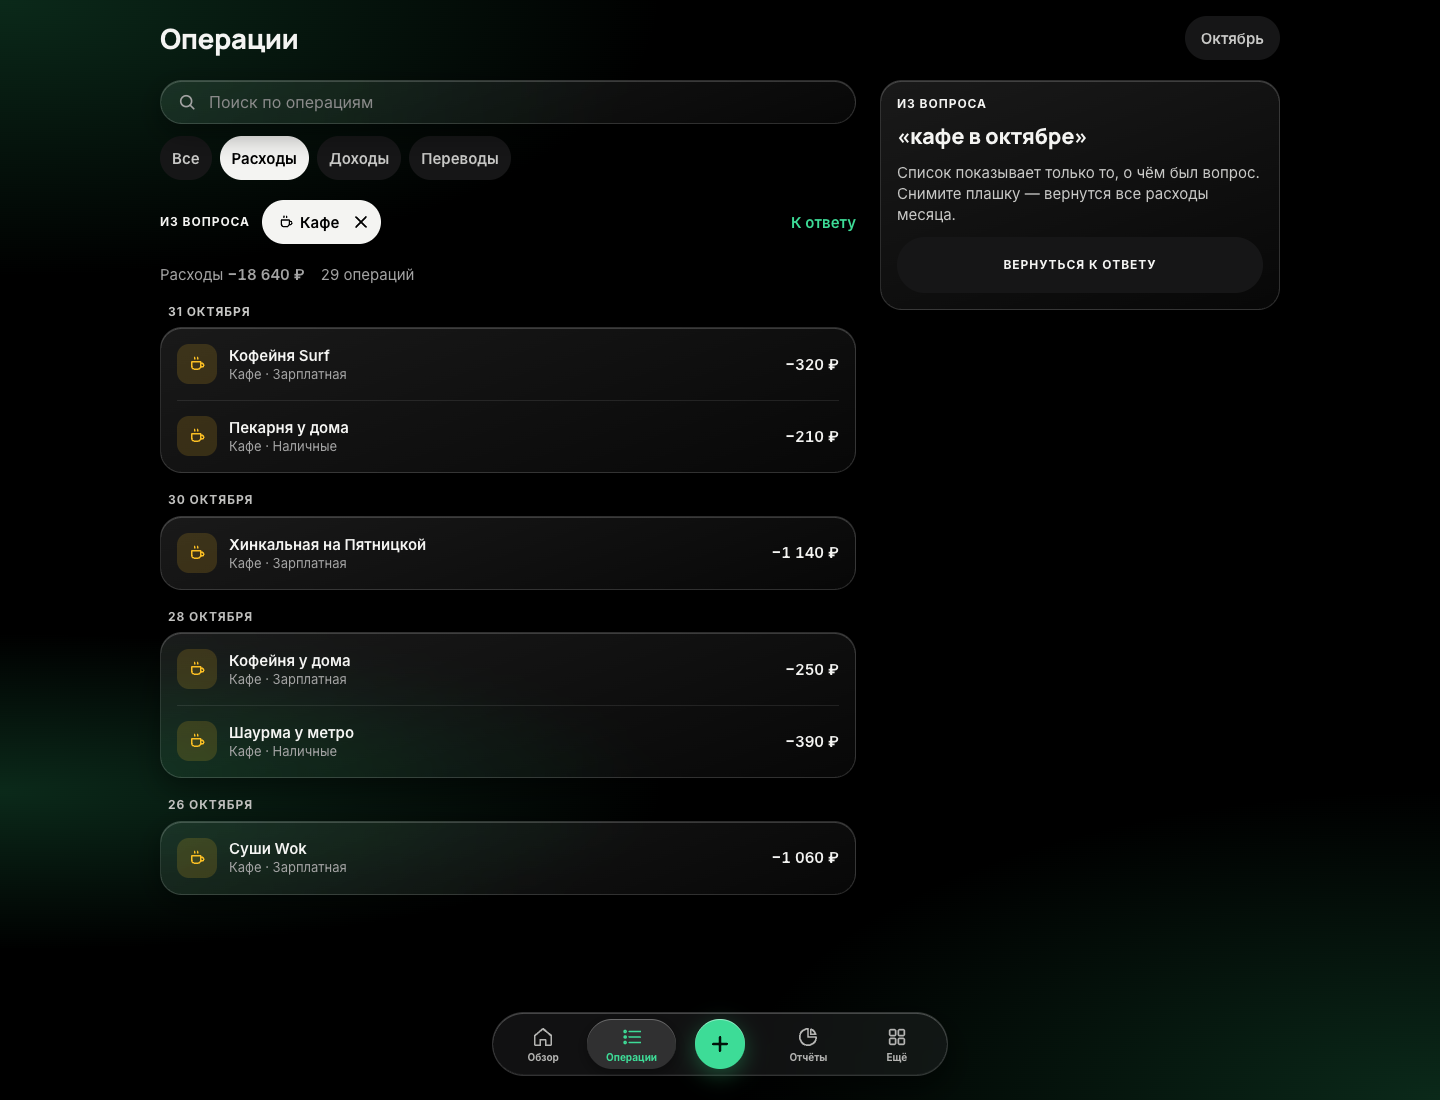 Операции
Октябрь
Поиск по операциям
Все
Расходы
Доходы
Переводы
ИЗ ВОПРОСА
Кафе
К ответу
Расходы −18 640 ₽ 29 операций
31 ОКТЯБРЯ
Кофейня Surf
Кафе · Зарплатная
−320 ₽
Пекарня у дома
Кафе · Наличные
−210 ₽
30 ОКТЯБРЯ
Хинкальная на Пятницкой
Кафе · Зарплатная
−1 140 ₽
28 ОКТЯБРЯ
Кофейня у дома
Кафе · Зарплатная
−250 ₽
Шаурма у метро
Кафе · Наличные
−390 ₽
26 ОКТЯБРЯ
Суши Wok
Кафе · Зарплатная
−1 060 ₽
ИЗ ВОПРОСА
«кафе в октябре»
Список показывает только то, о чём был вопрос.
Снимите плашку — вернутся все расходы
месяца.
ВЕРНУТЬСЯ К ОТВЕТУ
Обзор
Операции
Отчёты
Ещё